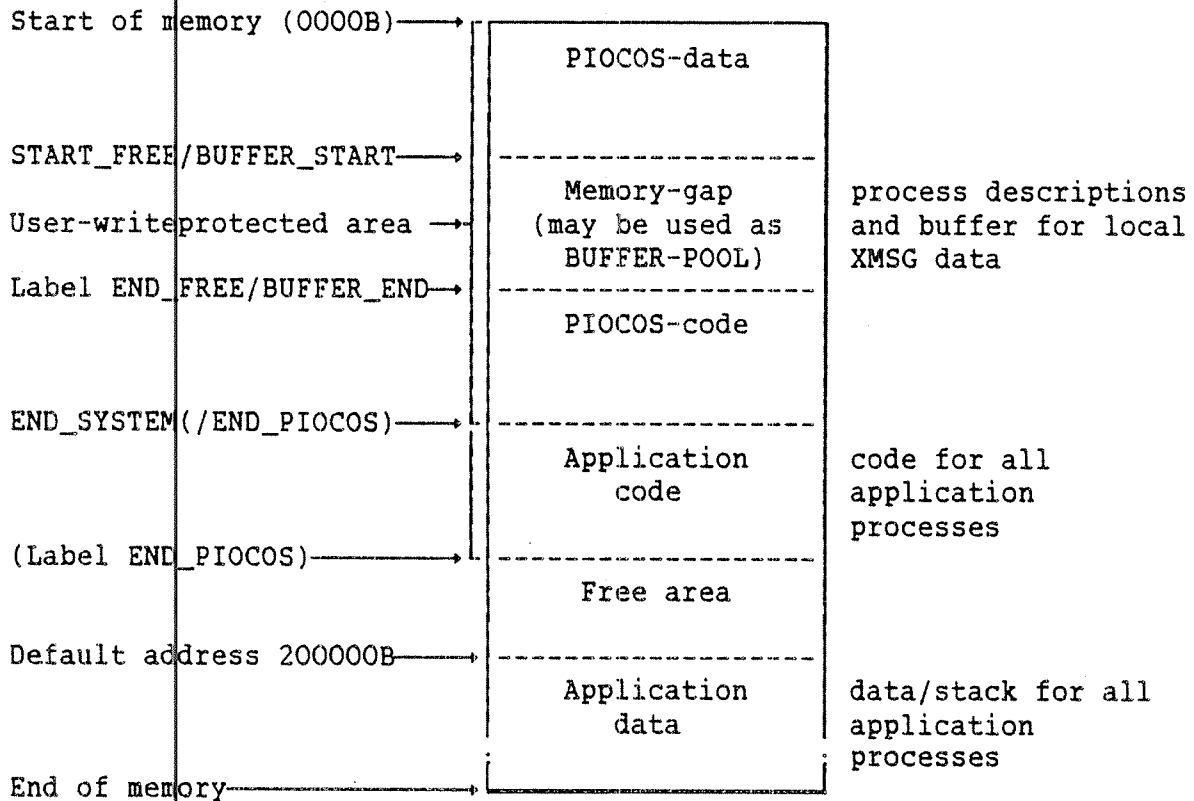 Start of memory (0000B)
PIOCOS-data
START_FREE/BUFFER_START
Memory-gap process descriptions
User-writeprotected area (may be used as and buffer for local
BUFFER-POOL) XMSG data
Label END_FREE/BUFFER_END
PIOCOS-code
END_SYSTEM(/END_PIOCOS)
Application code for all
code application
processes
(Label END_PIOCOS)
Free area
Default address 200000B
Application data/stack for all
data application
processes
End of memory